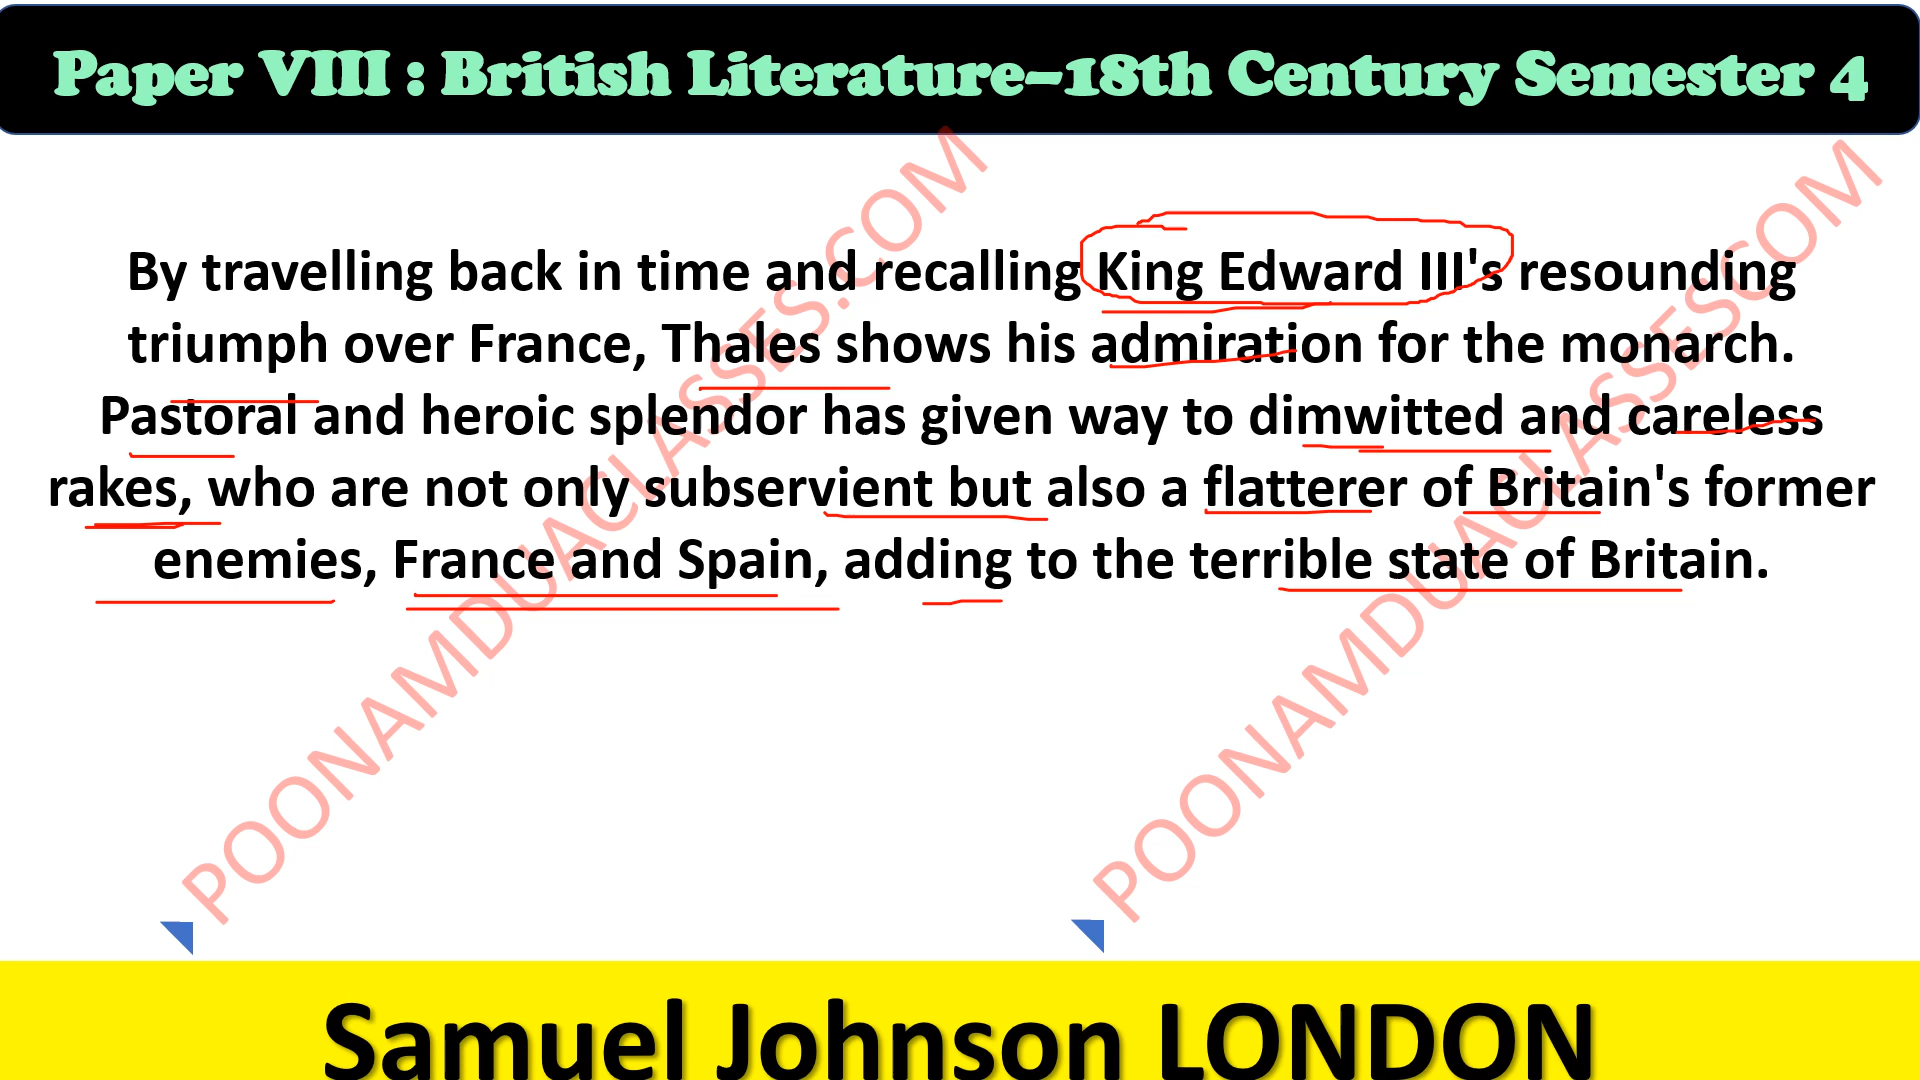 Paper VIII : British Literature–18th Century Semester 4
By travelling back in time and recalling King Edward III's resounding
triumph over France, Thales shows his admiration for the monarch.
Pastoral and heroic splendor has given way to dimwitted and careless
rakes, who are not only subservient but also a flatterer of Britain's former
enemies, France and Spain, adding to the terrible state of Britain.
POONAMDUACLASSES.COM
POONAMDUACLASSES.COM
Samuel Johnson LONDON